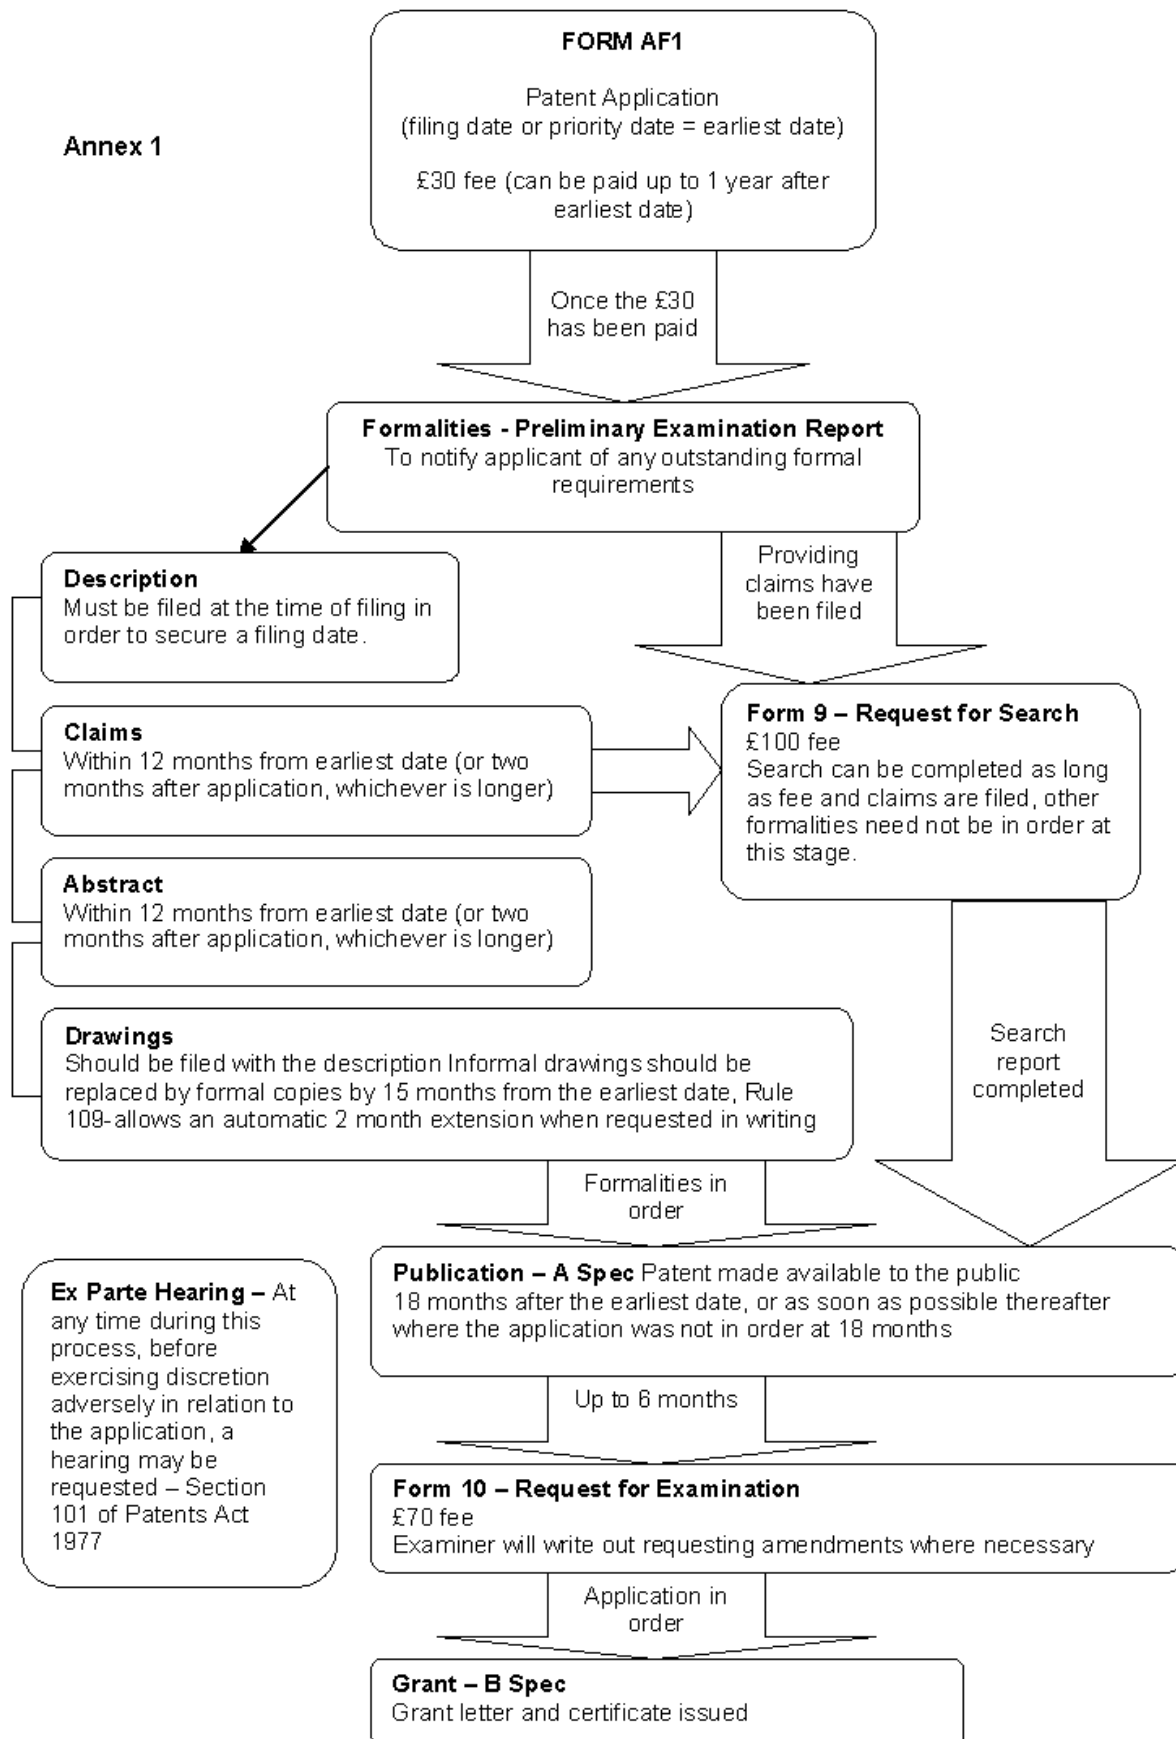 FORM AF1
Patent Application
(filing date or priority date = earliest date)
£30 fee (can be paid up to 1 year after
earliest date)
Annex 1
Once the £30
has been paid
Formalities - Preliminary Examination Report
To notify applicant of any outstanding formal
requirements
Providing
claims have
been filed
Description
Must be filed at the time of filing in
order to secure a filing date.
Claims
Within 12 months from earliest date (or two
months after application, whichever is longer)
Form 9 – Request for Search
£100 fee
Search can be completed as long
as fee and claims are filed, other
formalities need not be in order at
this stage.
Abstract
Within 12 months from earliest date (or two
months after application, whichever is longer)
Drawings
Should be filed with the description Informal drawings should be
replaced by formal copies by 15 months from the earliest date, Rule
109-allows an automatic 2 month extension when requested in writing
Search
report
completed
Formalities in
order
Publication – A Spec Patent made available to the public
18 months after the earliest date, or as soon as possible thereafter
where the application was not in order at 18 months
Ex Parte Hearing – At
any time during this
process, before
exercising discretion
adversely in relation to
the application, a
hearing may be
requested – Section
101 of Patents Act
1977
Up to 6 months
Form 10 – Request for Examination
£70 fee
Examiner will write out requesting amendments where necessary
Application in
order
Grant – B Spec
Grant letter and certificate issued